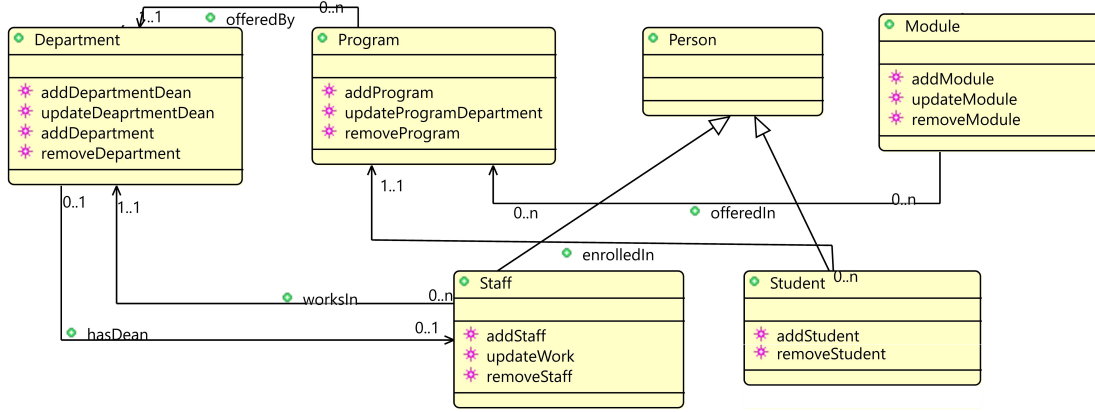 1..1
offeredBy
0..n
Department
addDepartmentDean
updateDeaprtmentDean
addDepartment
removeDepartment
Program
addProgram
updateProgramDepartment
removeProgram
Person
Module
addModule
updateModule
removeModule
0..1
1..1
1..1
0..n
offeredIn
0..n
enrolledIn
worksIn
0..n
hasDean
0..1
Staff
addStaff
updateWork
removeStaff
Student
0..n
addStudent
removeStudent